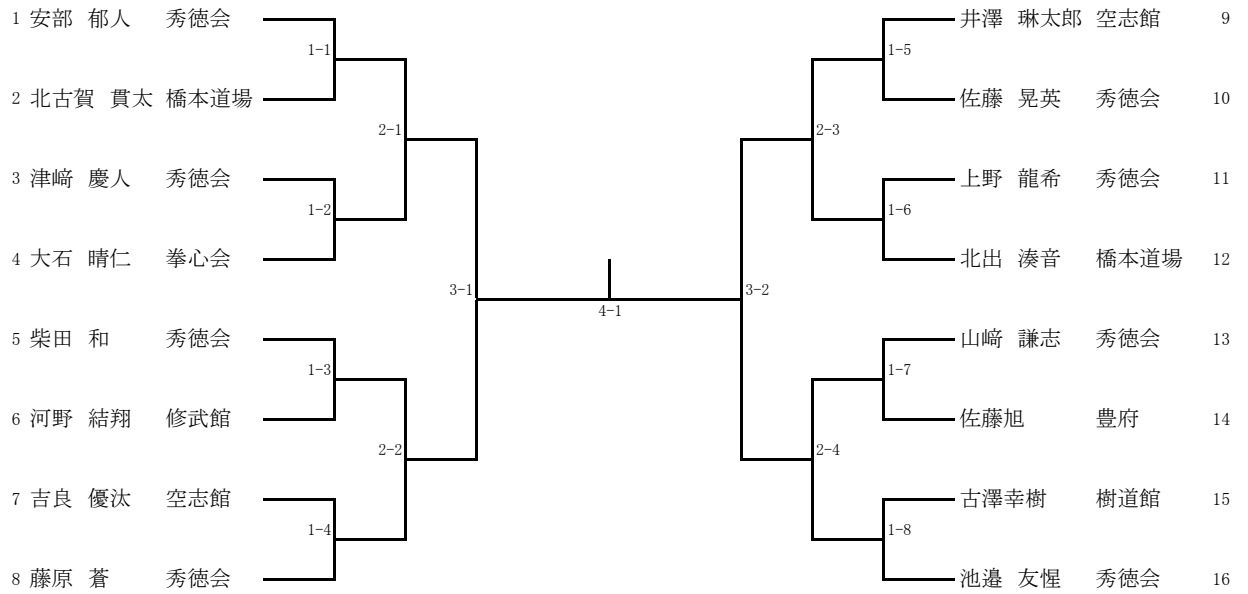 1 安部 郁人 秀徳会
1-1
2 北古賀 貫太 橋本道場
2-1
3 津﨑 慶人 秀徳会
1-2
4 大石 晴仁 拳心会
3-1
5 柴田 和 秀徳会
1-3
6 河野 結翔 修武館
2-2
7 吉良 優汰 空志館
1-4
8 藤原 蒼 秀徳会
4-1
井澤 琳太郎 空志館 9
1-5
佐藤 晃英 秀徳会 10
2-3
上野 龍希 秀徳会 11
1-6
北出 湊音 橋本道場 12
3-2
山﨑 謙志 秀徳会 13
1-7
佐藤旭 豊府 14
2-4
古澤幸樹 樹道館 15
1-8
池邉 友惺 秀徳会 16